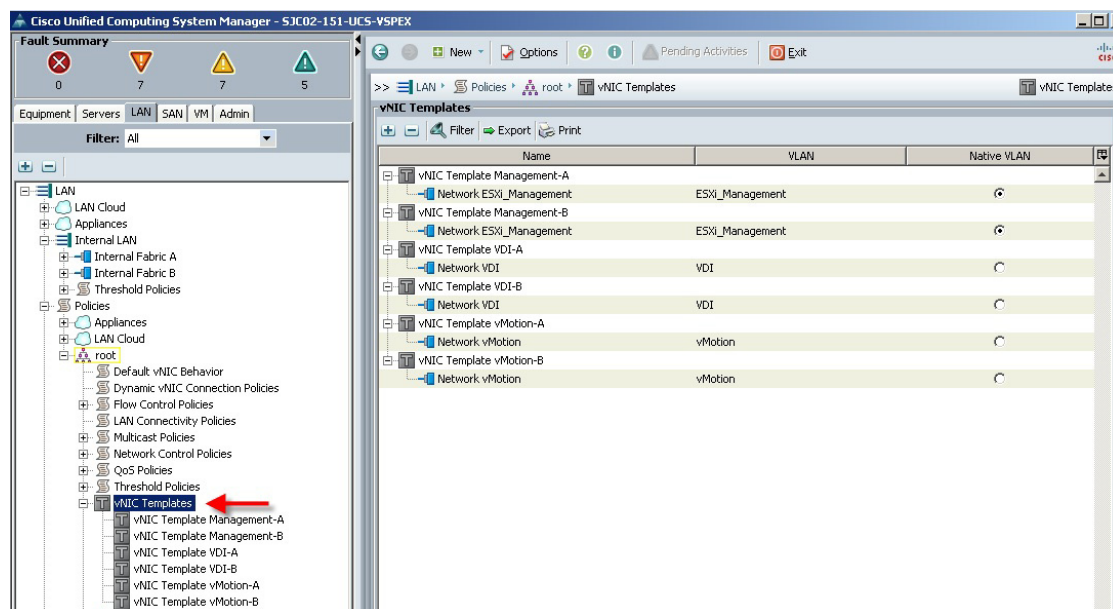 Cisco Unified Computing System Manager - SJC02-151-UCS-VSPEX
Fault Summary
0 7 7 5
New Options Pending Activities Exit
>> LAN Policies root vNIC Templates vNIC Templates
Equipment Servers LAN SAN VM Admin
Filter: All
LAN
LAN Cloud
Appliances
Internal LAN
Internal Fabric A
Internal Fabric B
Threshold Policies
Policies
Appliances
LAN Cloud
root
Default vNIC Behavior
Dynamic vNIC Connection Policies
Flow Control Policies
LAN Connectivity Policies
Multicast Policies
Network Control Policies
QoS Policies
Threshold Policies
vNIC Templates
vNIC Template Management-A
vNIC Template Management-B
vNIC Template VDI-A
vNIC Template VDI-B
vNIC Template vMotion-A
vNIC Template vMotion-B
vNIC Templates
Filter Export Print
Name VLAN Native VLAN
vNIC Template Management-A
Network ESXi_Management ESXi_Management
vNIC Template Management-B
Network ESXi_Management ESXi_Management
vNIC Template VDI-A
Network VDI VDI
vNIC Template VDI-B
Network VDI VDI
vNIC Template vMotion-A
Network vMotion vMotion
vNIC Template vMotion-B
Network vMotion vMotion